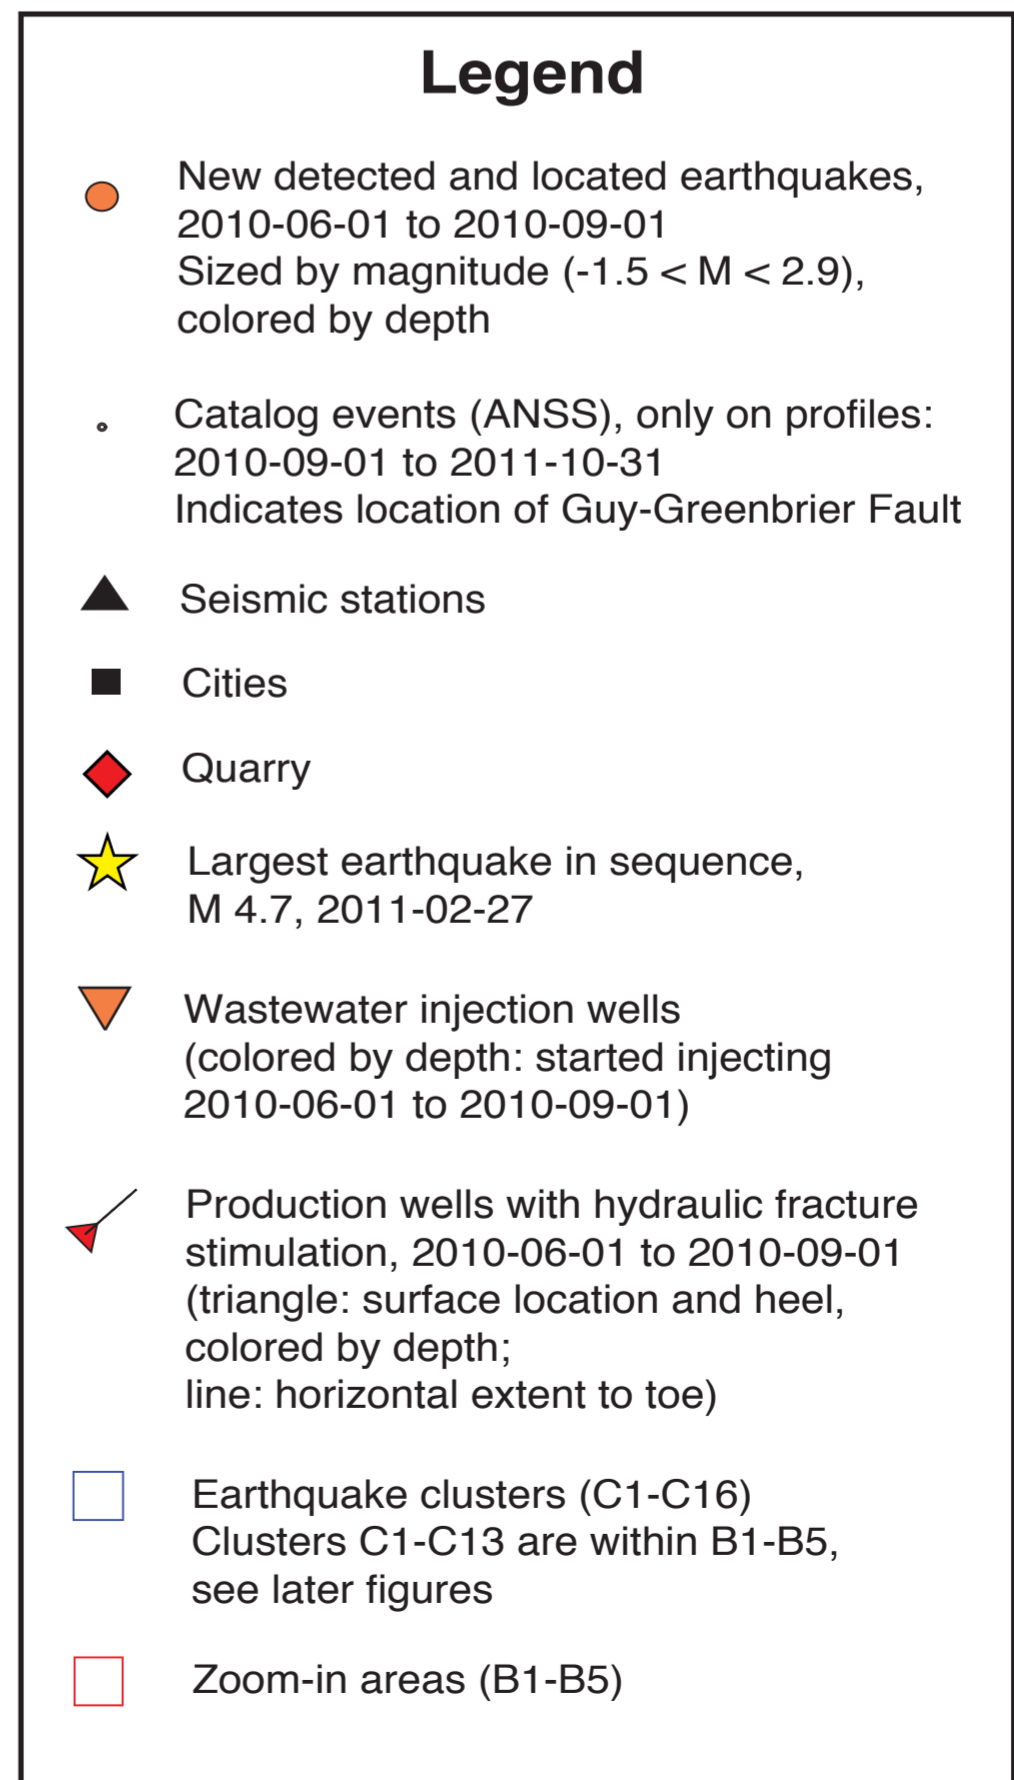 Legend
New detected and located earthquakes,
2010-06-01 to 2010-09-01
Sized by magnitude (-1.5 < M < 2.9),
colored by depth
Catalog events (ANSS), only on profiles:
2010-09-01 to 2011-10-31
Indicates location of Guy-Greenbrier Fault
Seismic stations
Cities
Quarry
Largest earthquake in sequence,
M 4.7, 2011-02-27
Wastewater injection wells
(colored by depth: started injecting
2010-06-01 to 2010-09-01)
Production wells with hydraulic fracture
stimulation, 2010-06-01 to 2010-09-01
(triangle: surface location and heel,
colored by depth;
line: horizontal extent to toe)
Earthquake clusters (C1-C16)
Clusters C1-C13 are within B1-B5,
see later figures
Zoom-in areas (B1-B5)